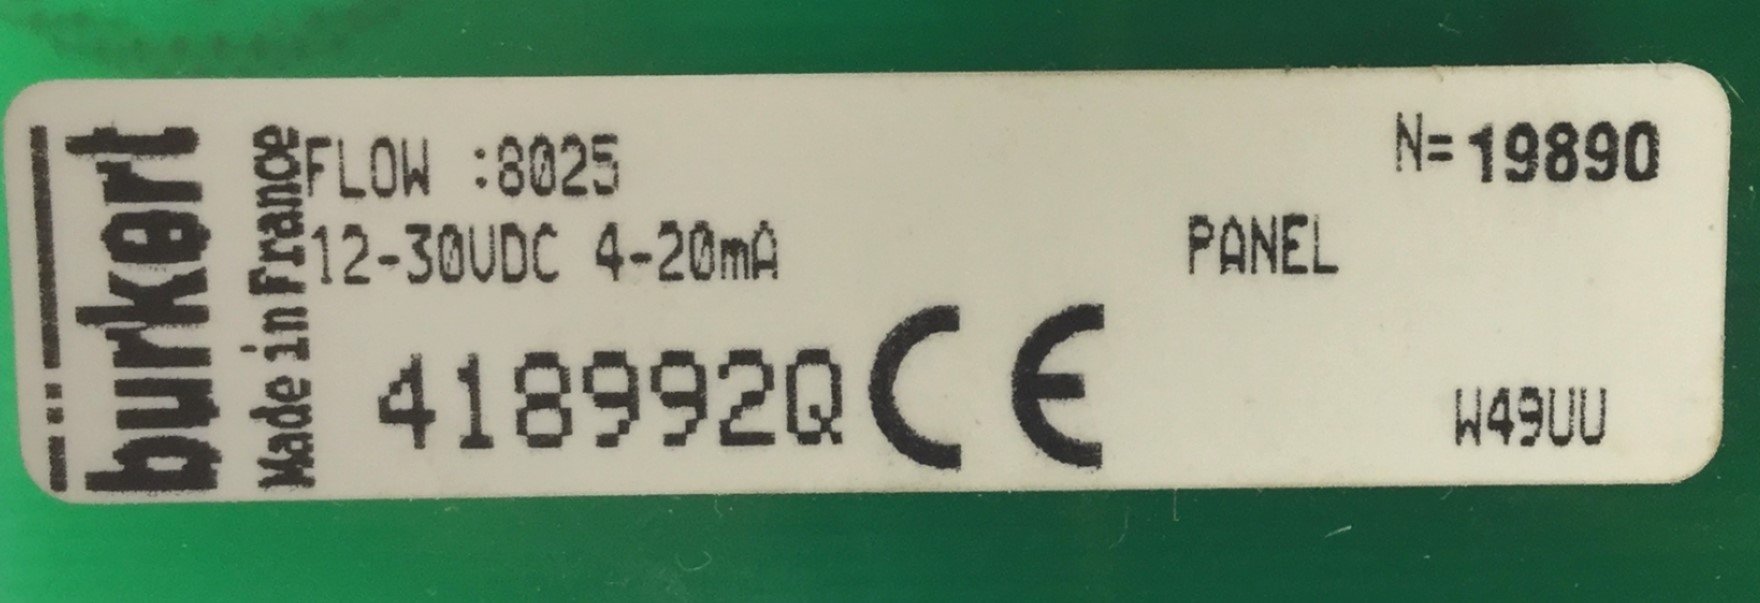 burkert
Made in France
FLOW :8025
N=19890
12-30VDC 4-20mA
PANEL
418992Q
CE
W49UU